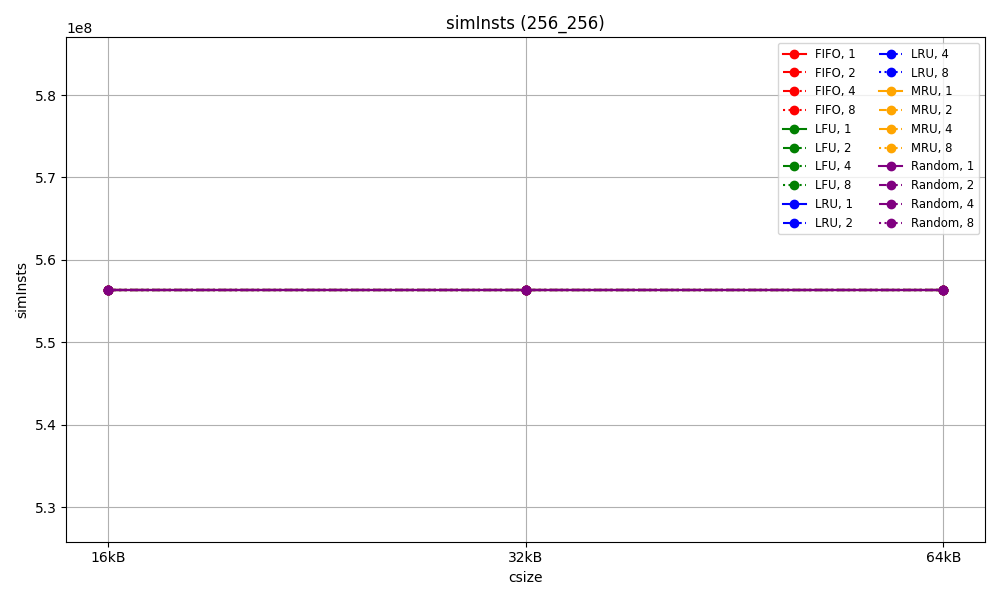 simInsts (256_256)
1e8
5.8
5.7
5.6
5.5
5.4
5.3
simInsts
16kB
32kB
64kB
csize
FIFO, 1
FIFO, 2
FIFO, 4
FIFO, 8
LFU, 1
LFU, 2
LFU, 4
LFU, 8
LRU, 1
LRU, 2
LRU, 4
LRU, 8
MRU, 1
MRU, 2
MRU, 4
MRU, 8
Random, 1
Random, 2
Random, 4
Random, 8